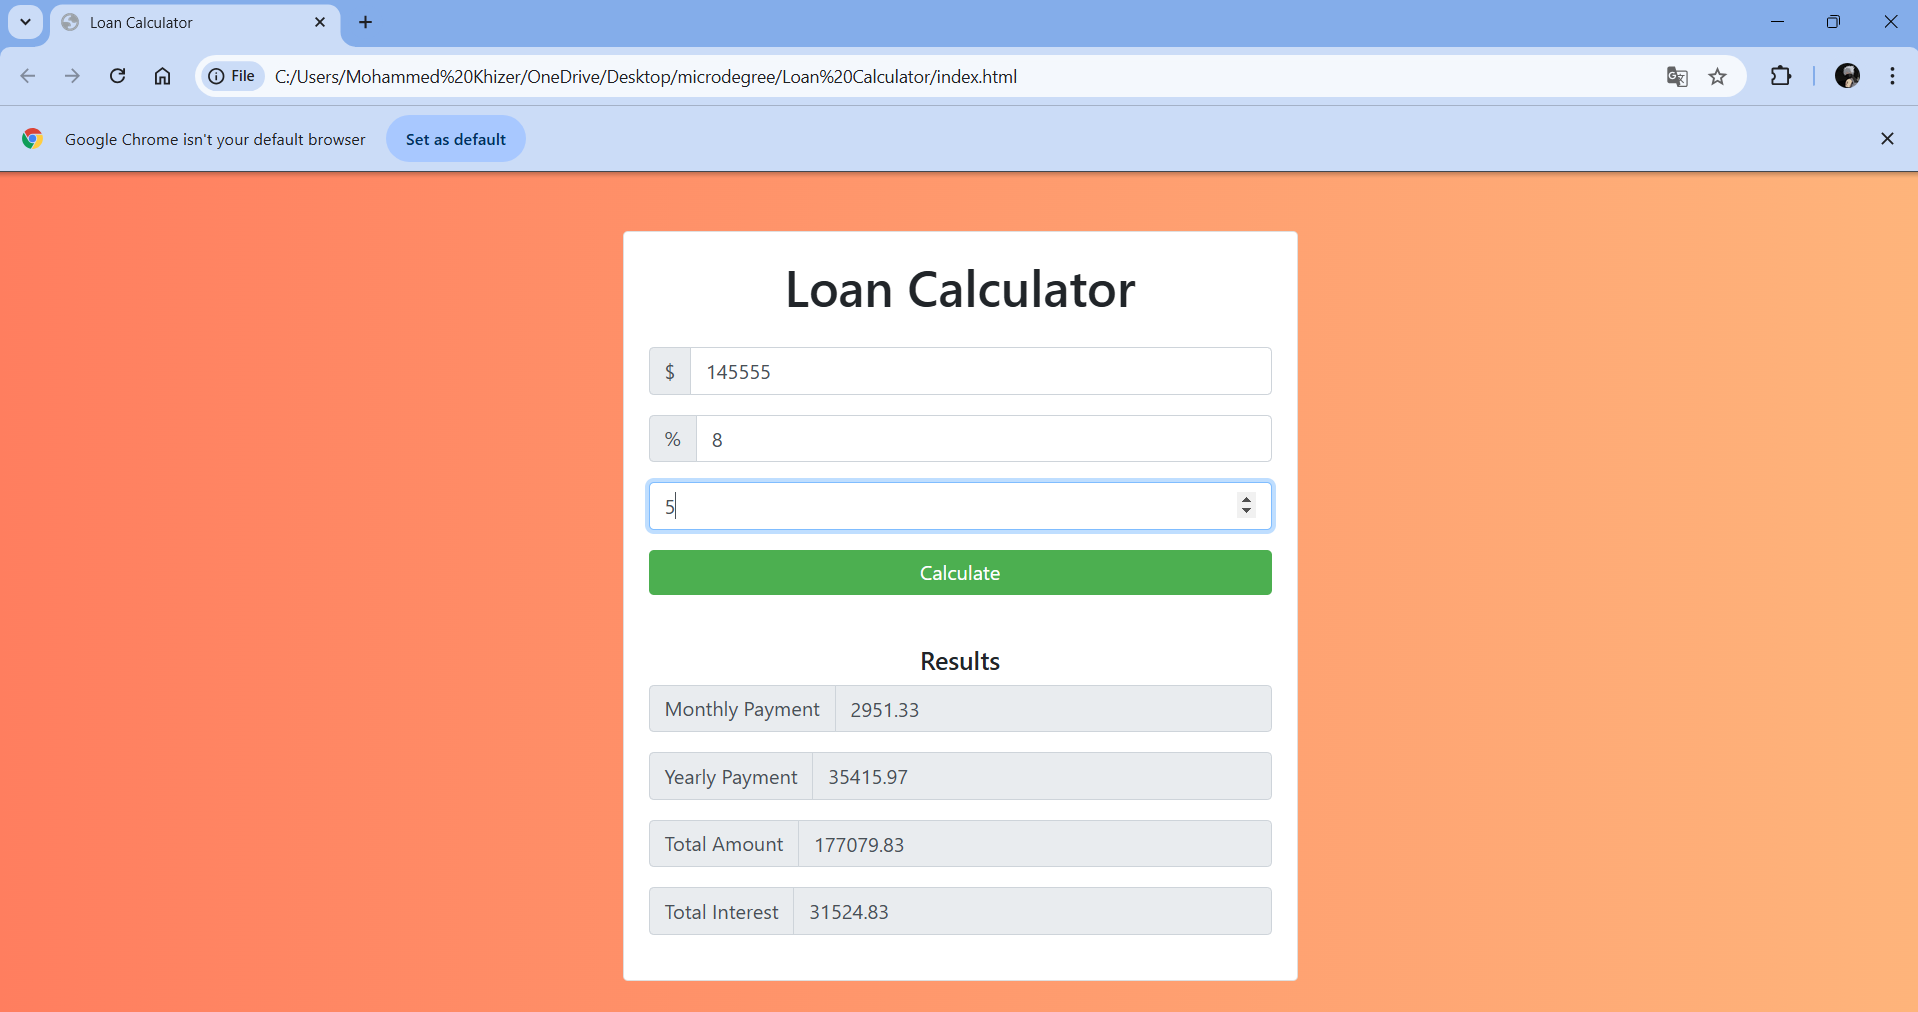 Loan Calculator
File C:/Users/Mohammed%20Khizer/OneDrive/Desktop/microdegree/Loan%20Calculator/index.html
Google Chrome isn't your default browser Set as default
Loan Calculator
$ 145555
% 8
5
Calculate
Results
Monthly Payment 2951.33
Yearly Payment 35415.97
Total Amount 177079.83
Total Interest 31524.83